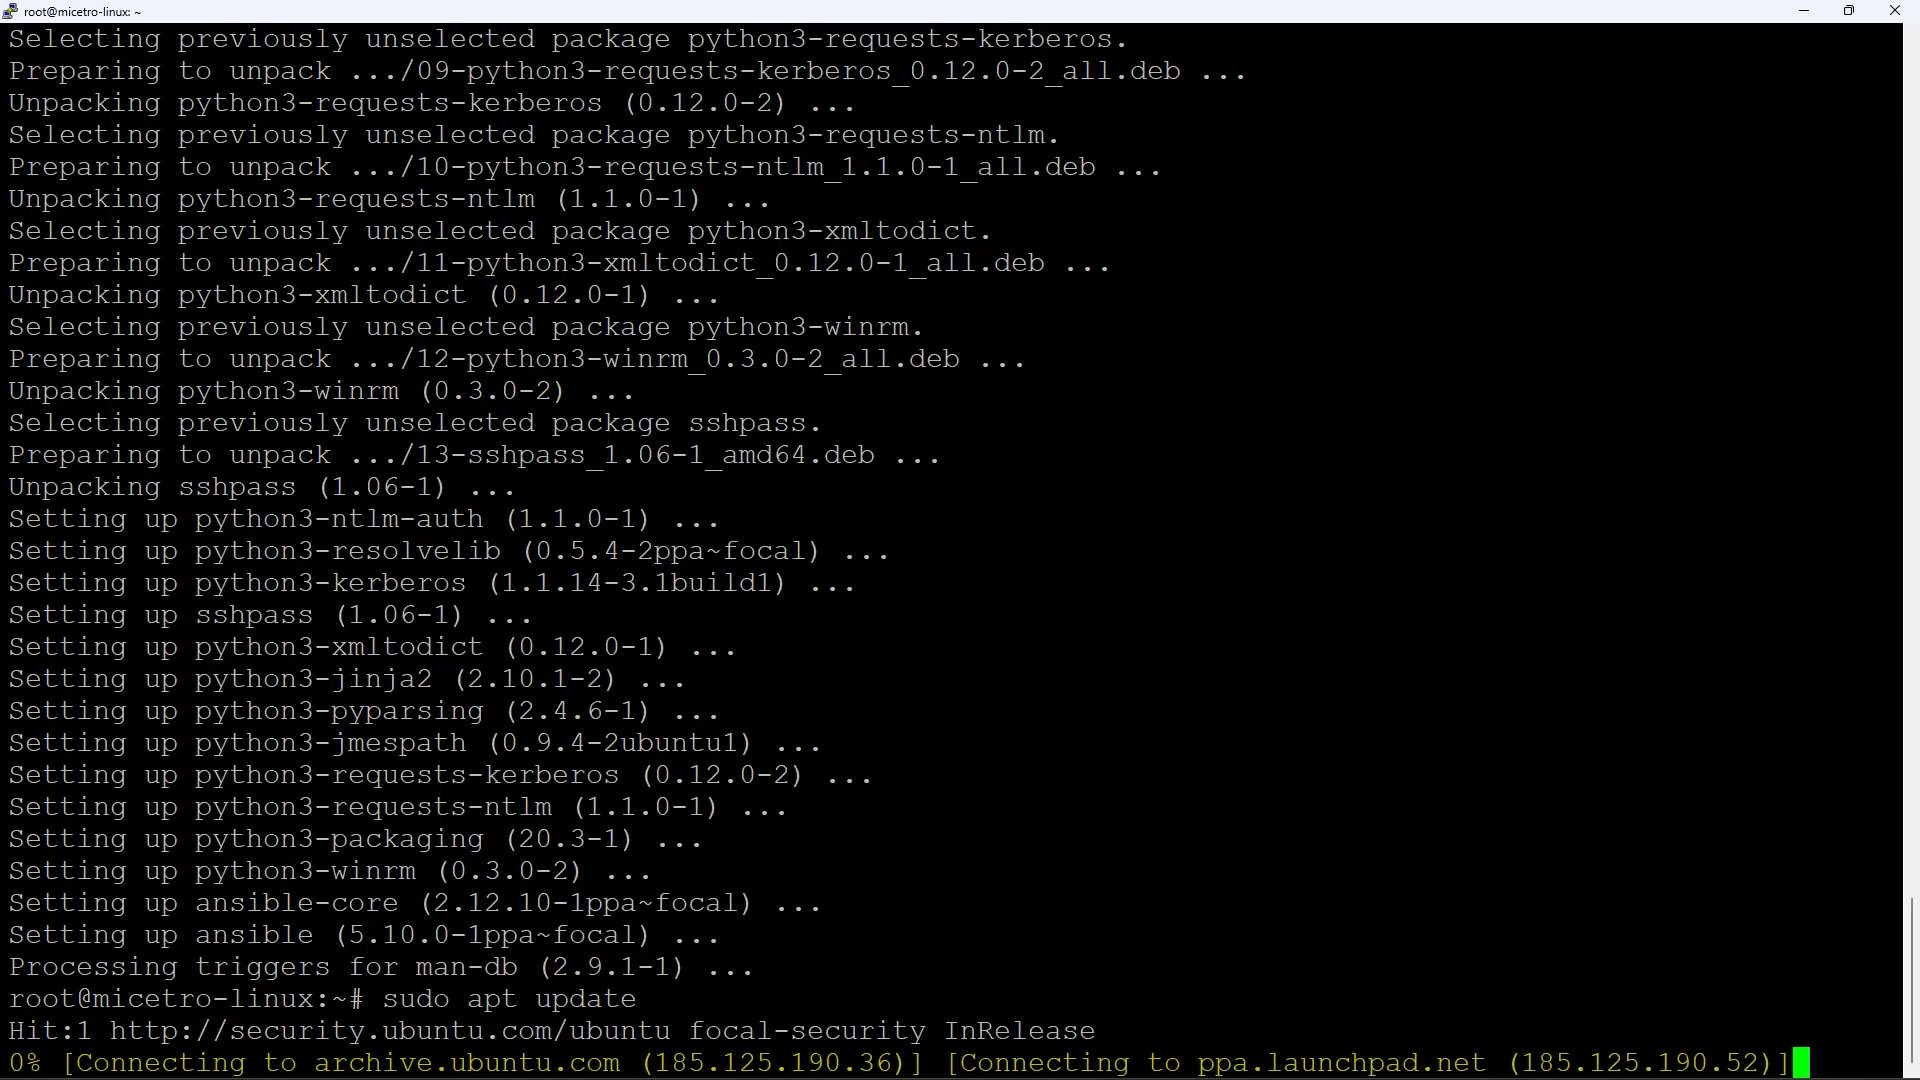 root@micetro-linux: ~
Selecting previously unselected package python3-requests-kerberos.
Preparing to unpack .../09-python3-requests-kerberos_0.12.0-2_all.deb ...
Unpacking python3-requests-kerberos (0.12.0-2) ...
Selecting previously unselected package python3-requests-ntlm.
Preparing to unpack .../10-python3-requests-ntlm_1.1.0-1_all.deb ...
Unpacking python3-requests-ntlm (1.1.0-1) ...
Selecting previously unselected package python3-xmltodict.
Preparing to unpack .../11-python3-xmltodict_0.12.0-1_all.deb ...
Unpacking python3-xmltodict (0.12.0-1) ...
Selecting previously unselected package python3-winrm.
Preparing to unpack .../12-python3-winrm_0.3.0-2_all.deb ...
Unpacking python3-winrm (0.3.0-2) ...
Selecting previously unselected package sshpass.
Preparing to unpack .../13-sshpass_1.06-1_amd64.deb ...
Unpacking sshpass (1.06-1) ...
Setting up python3-ntlm-auth (1.1.0-1) ...
Setting up python3-resolvelib (0.5.4-2ppa~focal) ...
Setting up python3-kerberos (1.1.14-3.1build1) ...
Setting up sshpass (1.06-1) ...
Setting up python3-xmltodict (0.12.0-1) ...
Setting up python3-jinja2 (2.10.1-2) ...
Setting up python3-pyparsing (2.4.6-1) ...
Setting up python3-jmespath (0.9.4-2ubuntu1) ...
Setting up python3-requests-kerberos (0.12.0-2) ...
Setting up python3-requests-ntlm (1.1.0-1) ...
Setting up python3-packaging (20.3-1) ...
Setting up python3-winrm (0.3.0-2) ...
Setting up ansible-core (2.12.10-1ppa~focal) ...
Setting up ansible (5.10.0-1ppa~focal) ...
Processing triggers for man-db (2.9.1-1) ...
root@micetro-linux:~# sudo apt update
Hit:1 http://security.ubuntu.com/ubuntu focal-security InRelease
0% [Connecting to archive.ubuntu.com (185.125.190.36)] [Connecting to ppa.launchpad.net (185.125.190.52)]